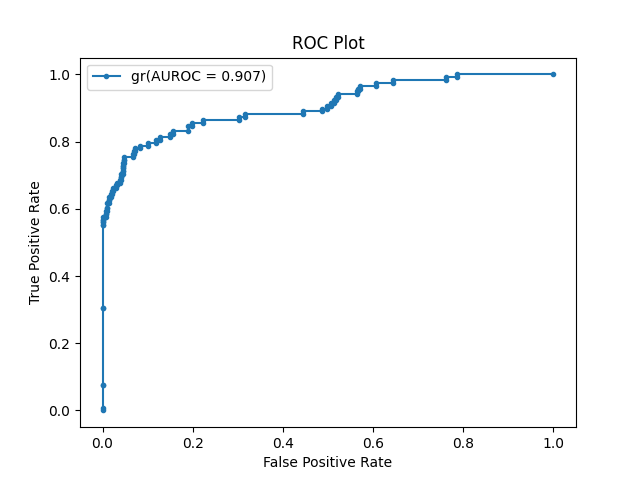 ROC Plot
gr(AUROC = 0.907)
True Positive Rate
1.0
0.8
0.6
0.4
0.2
0.0
0.0 0.2 0.4 0.6 0.8 1.0
False Positive Rate